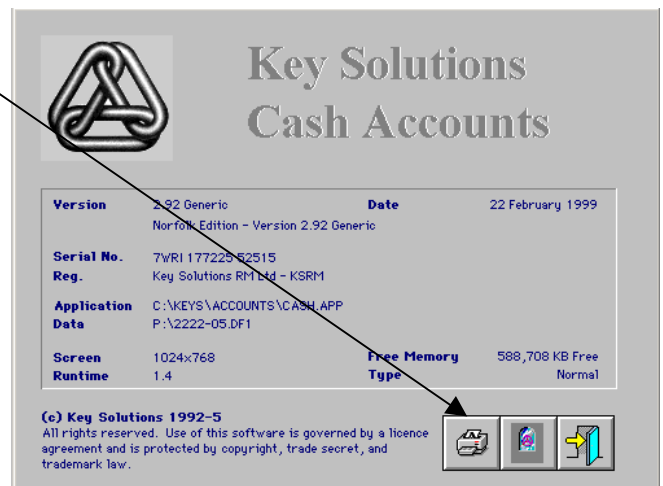 Key Solutions
Cash Accounts
Version 2.92 Generic Date 22 February 1999
Norfolk Edition - Version 2.92 Generic
Serial No. 7WRI 177225 52515
Reg. Key Solutions RM Ltd - KSRM
Application C:\KEYS\ACCOUNTS\CASH.APP
Data P:\2222-05.DF1
Screen 1024x768 Free Memory 588,708 KB Free
Runtime 1.4 Type Normal
(c) Key Solutions 1992-5
All rights reserved. Use of this software is governed by a licence
agreement and is protected by copyright, trade secret, and
trademark law.